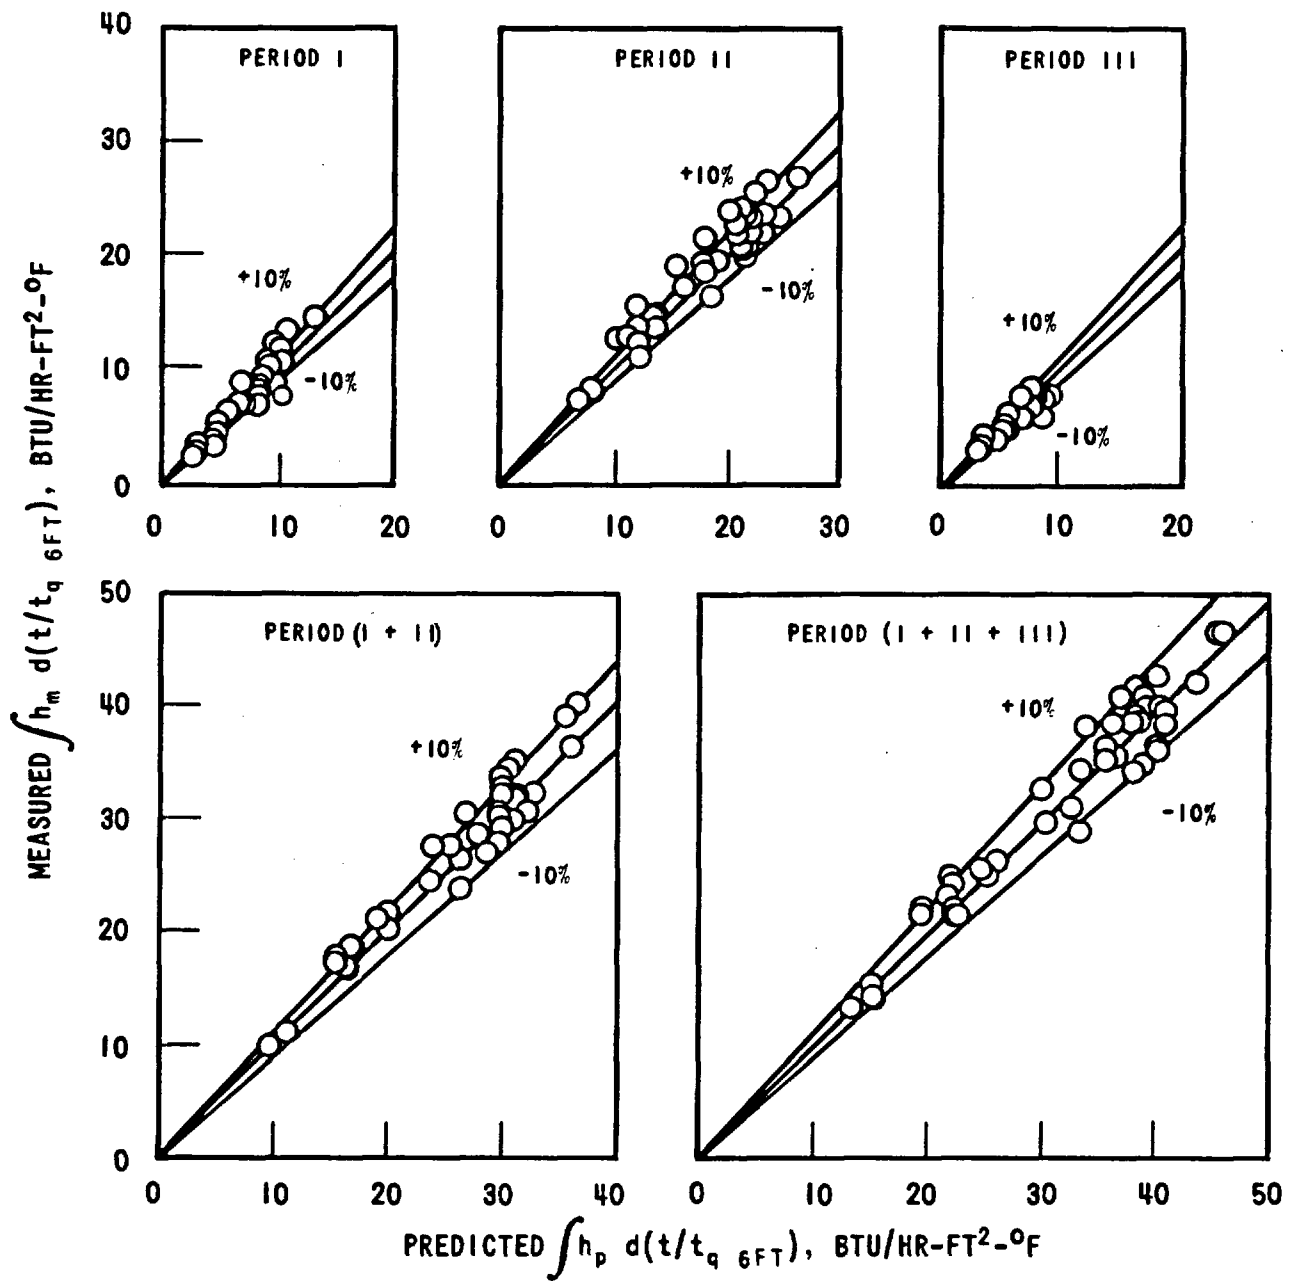 40
30
20
10
0
PERIOD I
+10%
-10%
0 10 20
PERIOD II
+10%
-10%
0 10 20 30
PERIOD III
+10%
-10%
0 10 20
MEASURED ∫hm d(t/tq 6FT), BTU/HR-FT²-°F
50
40
30
20
10
0
PERIOD (I + II)
+10%
-10%
0 10 20 30 40
PERIOD (I + II + III)
+10%
-10%
0 10 20 30 40 50
PREDICTED ∫hp d(t/tq 6FT), BTU/HR-FT²-°F